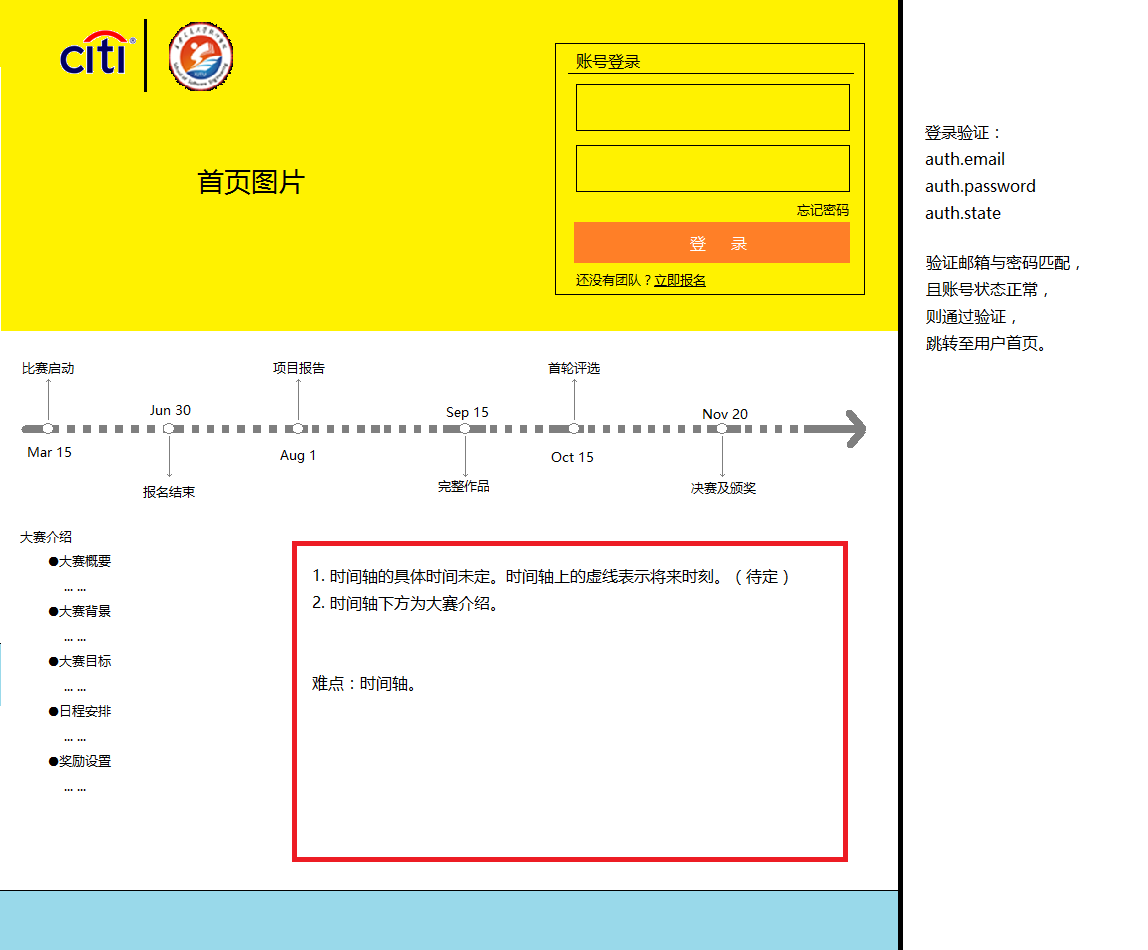 citi®
账号登录
首页图片
忘记密码
登 录
还没有团队？立即报名
登录验证：
auth.email
auth.password
auth.state
验证邮箱与密码匹配，
且账号状态正常，
则通过验证，
跳转至用户首页。
比赛启动
项目报告
首轮评选
Jun 30
Sep 15
Nov 20
Mar 15
Aug 1
Oct 15
报名结束
完整作品
决赛及颁奖
大赛介绍
●大赛概要
... ...
●大赛背景
... ...
●大赛目标
... ...
●日程安排
... ...
●奖励设置
... ...
1. 时间轴的具体时间未定。时间轴上的虚线表示将来时刻。（待定）
2. 时间轴下方为大赛介绍。
难点：时间轴。